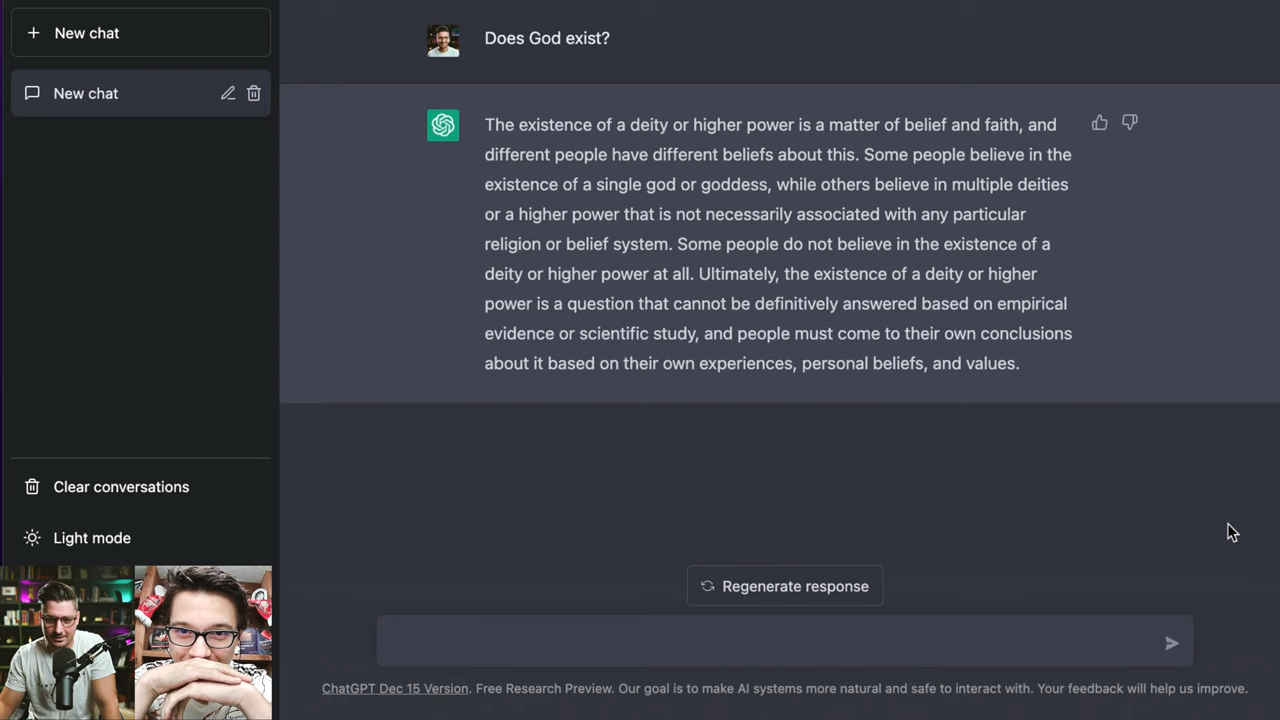 New chat
New chat
Clear conversations
Light mode
Does God exist?
The existence of a deity or higher power is a matter of belief and faith, and
different people have different beliefs about this. Some people believe in the
existence of a single god or goddess, while others believe in multiple deities
or a higher power that is not necessarily associated with any particular
religion or belief system. Some people do not believe in the existence of a
deity or higher power at all. Ultimately, the existence of a deity or higher
power is a question that cannot be definitively answered based on empirical
evidence or scientific study, and people must come to their own conclusions
about it based on their own experiences, personal beliefs, and values.
Regenerate response
ChatGPT Dec 15 Version. Free Research Preview. Our goal is to make AI systems more natural and safe to interact with. Your feedback will help us improve.